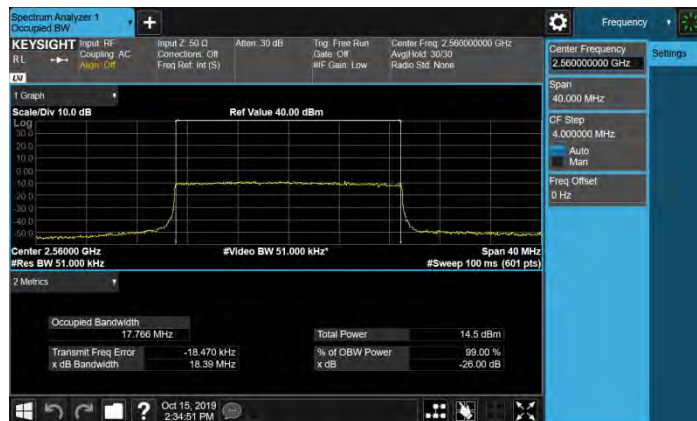 Spectrum Analyzer 1
Occupied BW
+
Frequency
KEYSIGHT
RL
LXI
Input: RF
Coupling: AC
Align: Off
Input Z: 50 Ω
Corrections: Off
Freq Ref: Int (S)
Atten: 30 dB
Trig: Free Run
Gate: Off
#IF Gain: Low
Center Freq: 2.560000000 GHz
Avg|Hold: 30/30
Radio Std: None
Center Frequency
2.560000000 GHz
Settings
Span
40.000 MHz
CF Step
4.000000 MHz
Auto
Man
Freq Offset
0 Hz
1 Graph
Scale/Div 10.0 dB
Ref Value 40.00 dBm
Log
30.0
20.0
10.0
0.00
-10.0
-20.0
-30.0
-40.0
-50.0
Center 2.56000 GHz
#Video BW 51.000 kHz*
Span 40 MHz
#Res BW 51.000 kHz
#Sweep 100 ms (601 pts)
2 Metrics
Occupied Bandwidth
17.766 MHz
Total Power
14.5 dBm
Transmit Freq Error
-18.470 kHz
% of OBW Power
99.00 %
x dB Bandwidth
18.39 MHz
x dB
-26.00 dB
?
Oct 15, 2019
2:34:51 PM